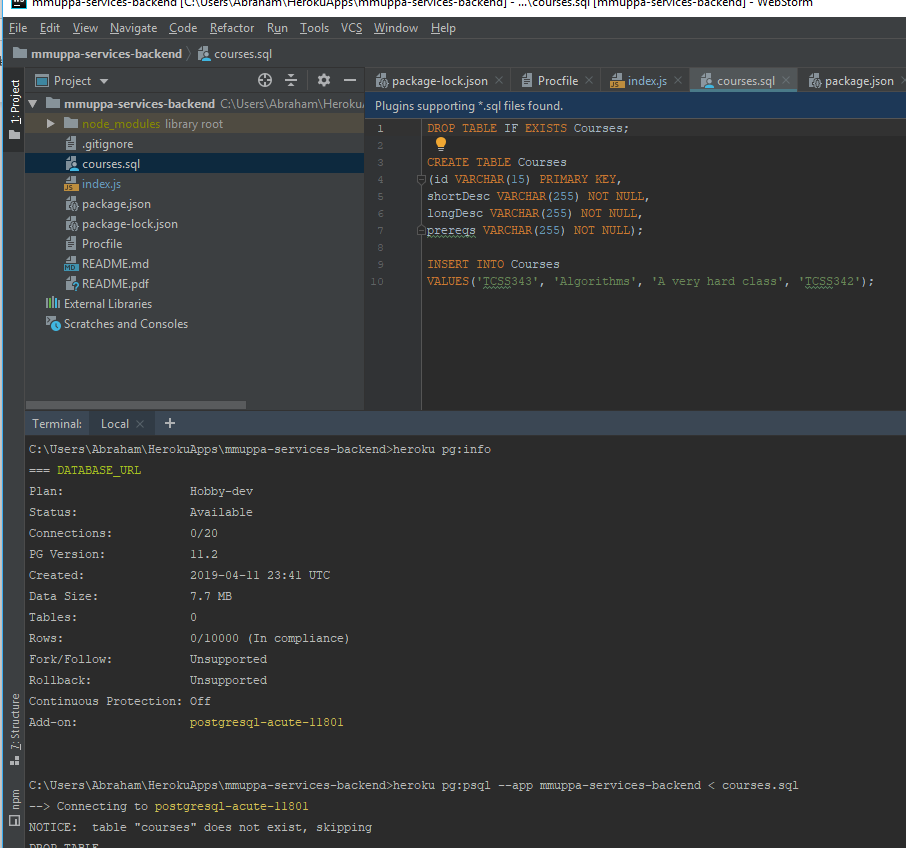 mmuppa-services-backend [C:\Users\Abraham\HerokuApps\mmuppa-services-backend] - ...\courses.sql [mmuppa-services-backend] - WebStorm
File Edit View Navigate Code Refactor Run Tools VCS Window Help
mmuppa-services-backend courses.sql
1: Project
Project
package-lock.json Procfile index.js courses.sql package.json
mmuppa-services-backend C:\Users\Abraham\Heroku
node_modules library root
.gitignore
courses.sql
index.js
package.json
package-lock.json
Procfile
README.md
README.pdf
External Libraries
Scratches and Consoles
Plugins supporting *.sql files found.
1 DROP TABLE IF EXISTS Courses;
2
3 CREATE TABLE Courses
4 (id VARCHAR(15) PRIMARY KEY,
5 shortDesc VARCHAR(255) NOT NULL,
6 longDesc VARCHAR(255) NOT NULL,
7 prereqs VARCHAR(255) NOT NULL);
8
9 INSERT INTO Courses
10 VALUES('TCSS343', 'Algorithms', 'A very hard class', 'TCSS342');
Terminal: Local +
C:\Users\Abraham\HerokuApps\mmuppa-services-backend>heroku pg:info
=== DATABASE_URL
Plan: Hobby-dev
Status: Available
Connections: 0/20
PG Version: 11.2
Created: 2019-04-11 23:41 UTC
Data Size: 7.7 MB
Tables: 0
Rows: 0/10000 (In compliance)
Fork/Follow: Unsupported
Rollback: Unsupported
Continuous Protection: Off
Add-on: postgresql-acute-11801
7: Structure
npm
C:\Users\Abraham\HerokuApps\mmuppa-services-backend>heroku pg:psql --app mmuppa-services-backend < courses.sql
--> Connecting to postgresql-acute-11801
NOTICE:  table "courses" does not exist, skipping
DROP TABLE